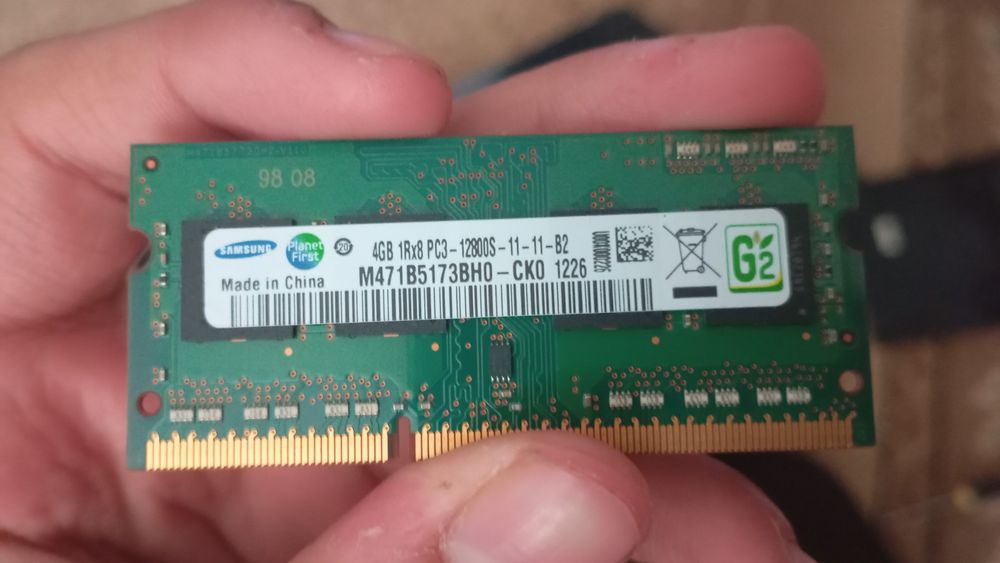 98 08
SAMSUNG
Planet
First
20
4GB 1Rx8 PC3-12800S-11-11-B2
M471B5173BH0-CK0 1226
Made in China
G2